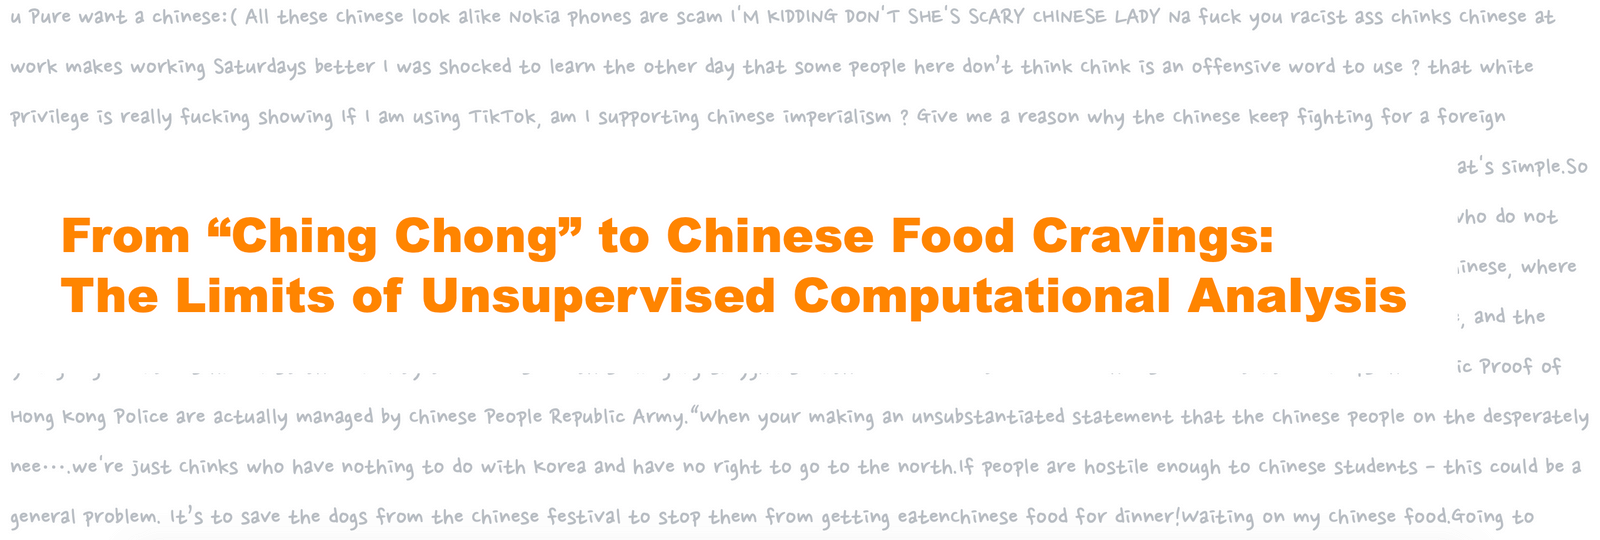 u Pure want a chinese:( All these chinese look alike Nokia Phones are scam I'M KIDDING DON'T SHE'S SCARY CHINESE LADY Na fuck you racist ass chinks chinese at
work makes working Saturdays better I was shocked to learn the other day that some people here don't think chink is an offensive word to use ? that white
privilege is really fucking showing If I am using TikTok, am I supporting Chinese imperialism ? Give me a reason why the Chinese keep fighting for a foreign
at's simple.So
From “Ching Chong” to Chinese Food Cravings:
who do not
inese, where
The Limits of Unsupervised Computational Analysis
, and the
ic Proof of
Hong Kong Police are actually managed by Chinese People Republic Army.“When your making an unsubstantiated statement that the Chinese people on the desperately
nee....we're just chinks who have nothing to do with Korea and have no right to go to the north.If people are hostile enough to Chinese students - this could be a
general problem. It's to save the dogs from the Chinese festival to stop them from getting eatenchinese food for dinner!Waiting on my Chinese food.Going to